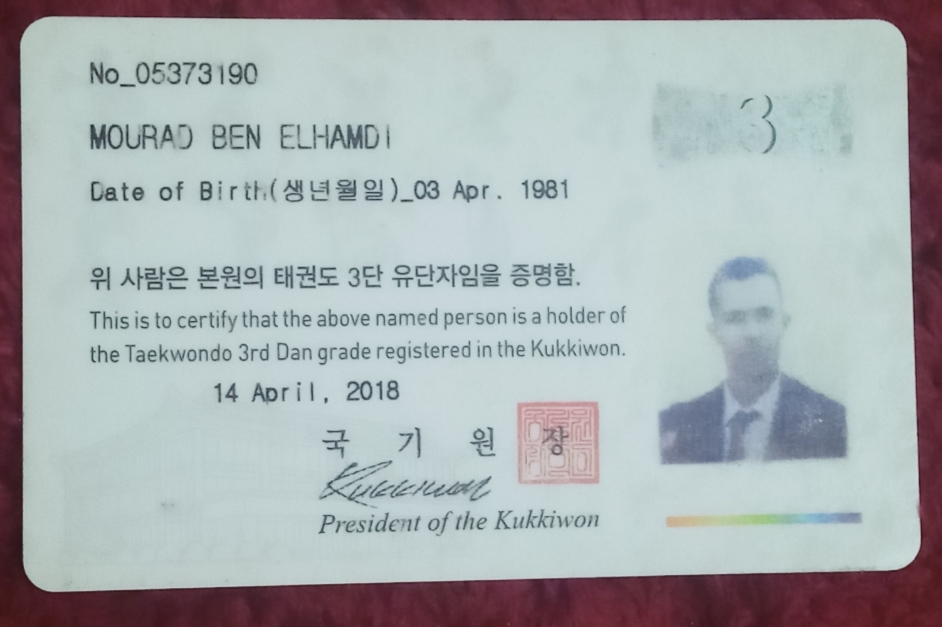 No_05373190
3
MOURAD BEN ELHAMDI
Date of Birth(생년월일)_03 Apr. 1981
위 사람은 본원의 태권도 3단 유단자임을 증명함.
This is to certify that the above named person is a holder of
the Taekwondo 3rd Dan grade registered in the Kukkiwon.
14 April, 2018
국 기 원 장
Kukkiwon
President of the Kukkiwon